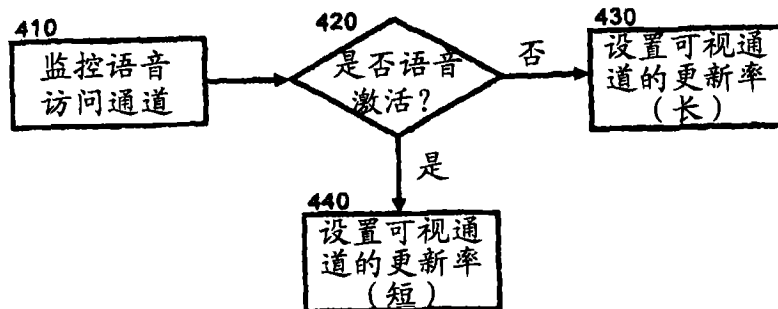 410
监控语音
访问通道
420
是否语音
激活？
否
430
设置可视通
道的更新率
（长）
是
440
设置可视通
道的更新率
（短）